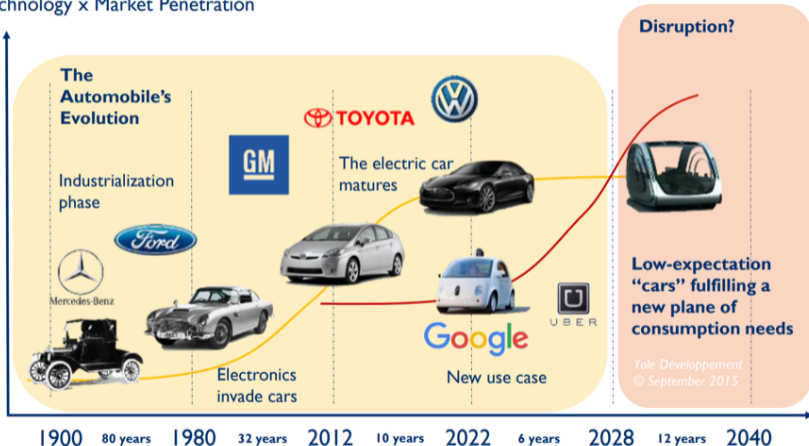 chnology x Market Penetration
Disruption?
The
Automobile's
Evolution
TOYOTA
GM
The electric car
matures
Industrialization
phase
Ford
Mercedes-Benz
Low-expectation
“cars” fulfilling a
new plane of
consumption needs
U
UBER
Google
Electronics
invade cars
New use case
Yole Développement
© September 2015
1900 80 years 1980 32 years 2012 10 years 2022 6 years 2028 12 years 2040